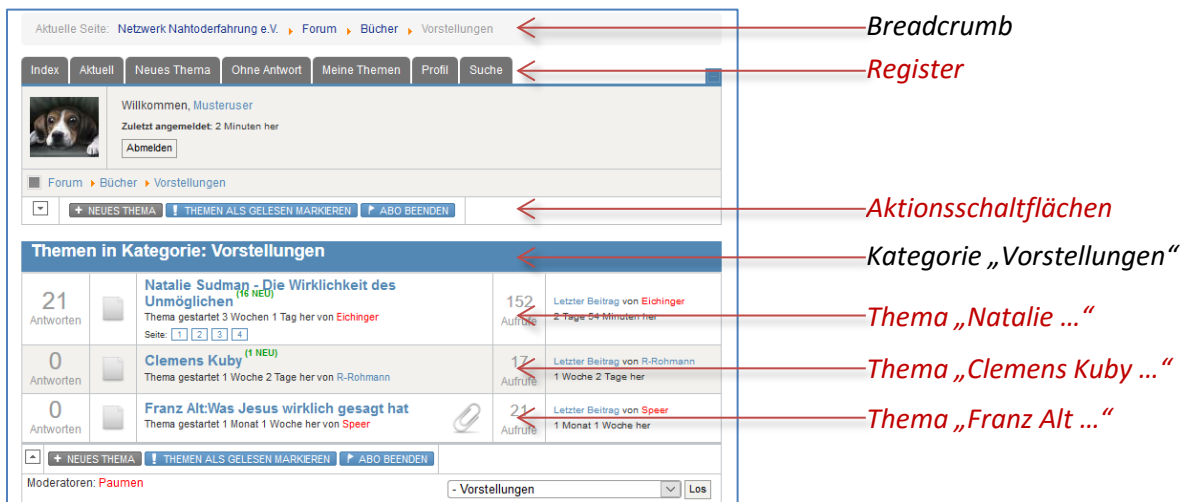 Aktuelle Seite: Netzwerk Nahtoderfahrung e.V. Forum Bücher Vorstellungen
Breadcrumb
Index Aktuell Neues Thema Ohne Antwort Meine Themen Profil Suche
Register
Willkommen, Musteruser
Zuletzt angemeldet: 2 Minuten her
Abmelden
Forum Bücher Vorstellungen
NEUES THEMA THEMEN ALS GELESEN MARKIEREN ABO BEENDEN
Aktionsschaltflächen
Themen in Kategorie: Vorstellungen
Kategorie „Vorstellungen“
21 Antworten
Natalie Sudman - Die Wirklichkeit des
Unmöglichen (16 NEU)
Thema gestartet 3 Wochen 1 Tag her von Eichinger
Seite: 1 2 3 4
152 Aufrufe
Letzter Beitrag von Eichinger
2 Tage 54 Minuten her
Thema „Natalie …“
0 Antworten
Clemens Kuby (1 NEU)
Thema gestartet 1 Woche 2 Tage her von R-Rohmann
17 Aufrufe
Letzter Beitrag von R-Rohmann
1 Woche 2 Tage her
Thema „Clemens Kuby …“
0 Antworten
Franz Alt:Was Jesus wirklich gesagt hat
Thema gestartet 1 Monat 1 Woche her von Speer
21 Aufrufe
Letzter Beitrag von Speer
1 Monat 1 Woche her
Thema „Franz Alt …“
NEUES THEMA THEMEN ALS GELESEN MARKIEREN ABO BEENDEN
Moderatoren: Paumen
- Vorstellungen Los